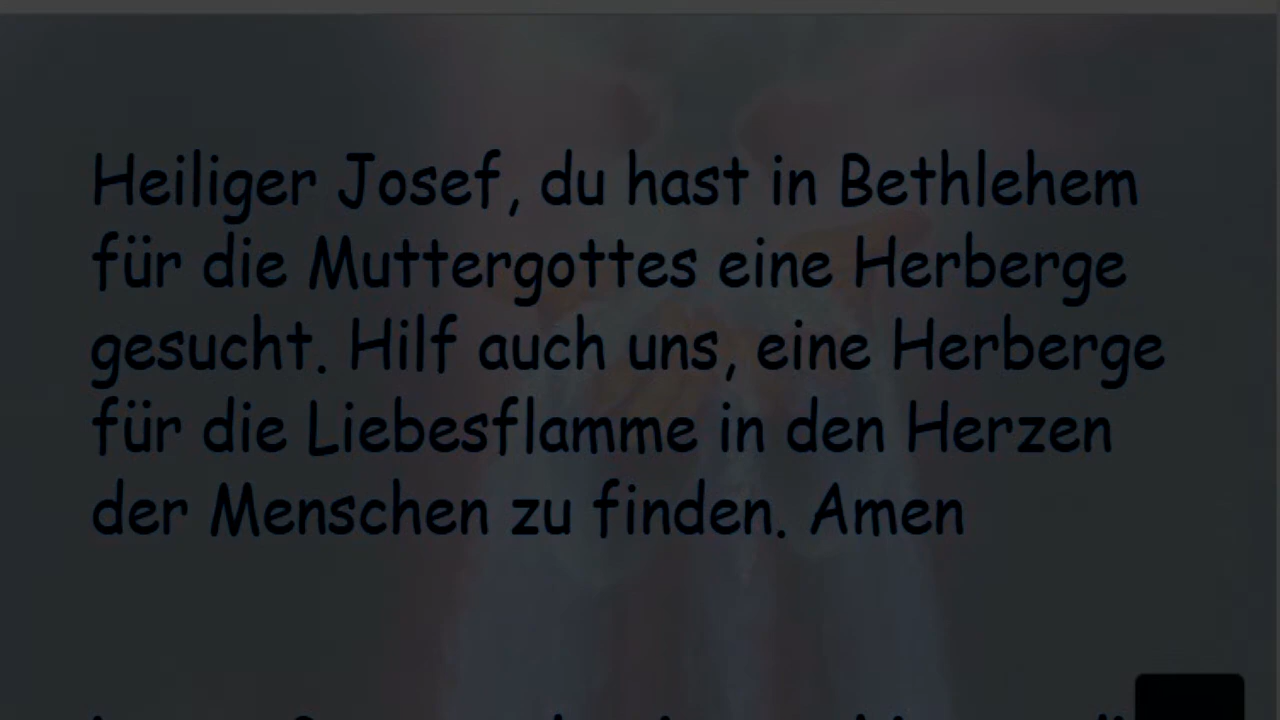 Heiliger Josef, du hast in Bethlehem
für die Muttergottes eine Herberge
gesucht. Hilf auch uns, eine Herberge
für die Liebesflamme in den Herzen
der Menschen zu finden. Amen